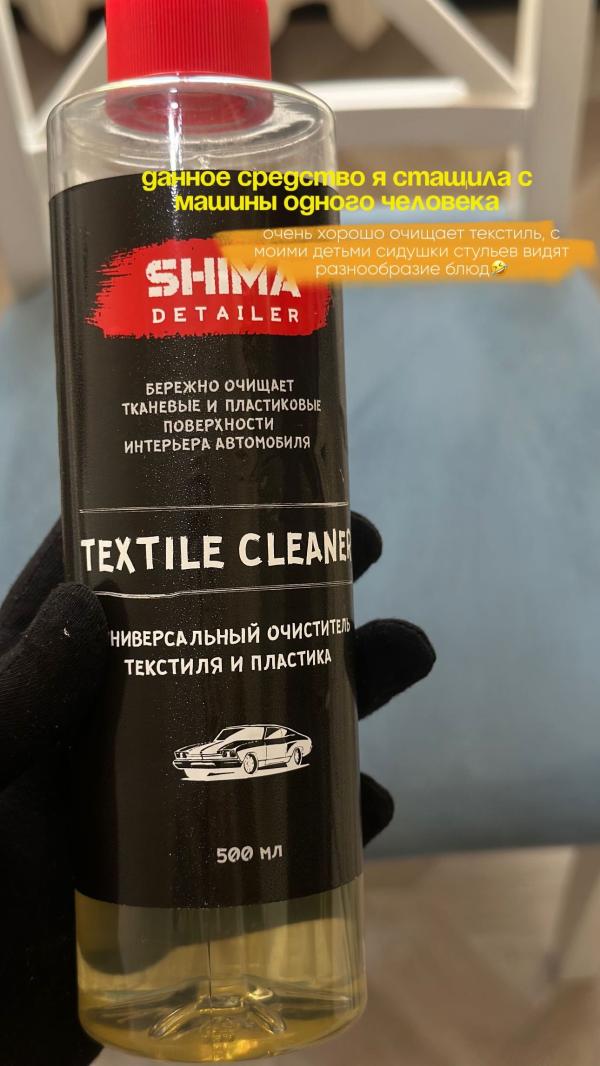 данное средство я стащила с
машины одного человека
очень хорошо очищает текстиль, с
моими детьми сидушки стульев видят
разнообразие блюд🤣
SHIMA
DETAILER
БЕРЕЖНО ОЧИЩАЕТ
ТКАНЕВЫЕ И ПЛАСТИКОВЫЕ
ПОВЕРХНОСТИ
ИНТЕРЬЕРА АВТОМОБИЛЯ
TEXTILE CLEANER
УНИВЕРСАЛЬНЫЙ ОЧИСТИТЕЛЬ
ТЕКСТИЛЯ И ПЛАСТИКА
500 МЛ